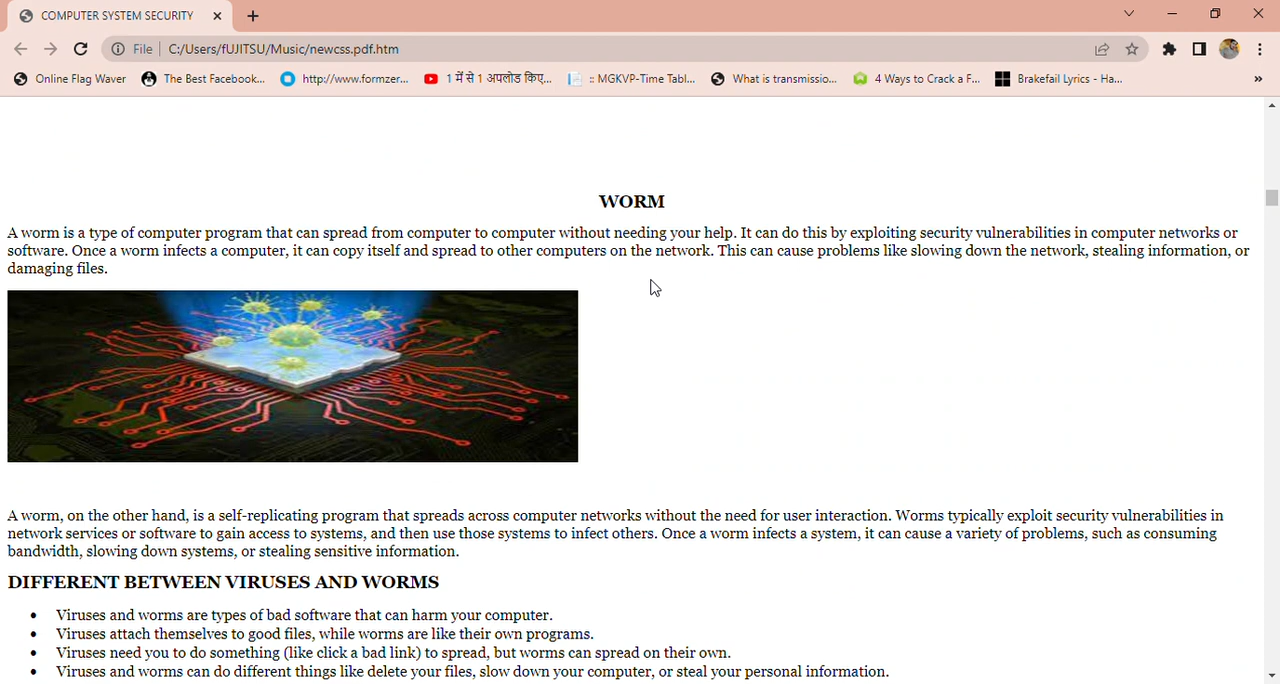 COMPUTER SYSTEM SECURITY
File
C:/Users/fUJITSU/Music/newcss.pdf.htm
Online Flag Waver
The Best Facebook...
http://www.formzer...
1 में से 1 अपलोड किए...
:: MGKVP-Time Tabl...
What is transmissio...
4 Ways to Crack a F...
Brakefail Lyrics - Ha...
WORM
A worm is a type of computer program that can spread from computer to computer without needing your help. It can do this by exploiting security vulnerabilities in computer networks or
software. Once a worm infects a computer, it can copy itself and spread to other computers on the network. This can cause problems like slowing down the network, stealing information, or
damaging files.
A worm, on the other hand, is a self-replicating program that spreads across computer networks without the need for user interaction. Worms typically exploit security vulnerabilities in
network services or software to gain access to systems, and then use those systems to infect others. Once a worm infects a system, it can cause a variety of problems, such as consuming
bandwidth, slowing down systems, or stealing sensitive information.
DIFFERENT BETWEEN VIRUSES AND WORMS
• Viruses and worms are types of bad software that can harm your computer.
• Viruses attach themselves to good files, while worms are like their own programs.
• Viruses need you to do something (like click a bad link) to spread, but worms can spread on their own.
• Viruses and worms can do different things like delete your files, slow down your computer, or steal your personal information.